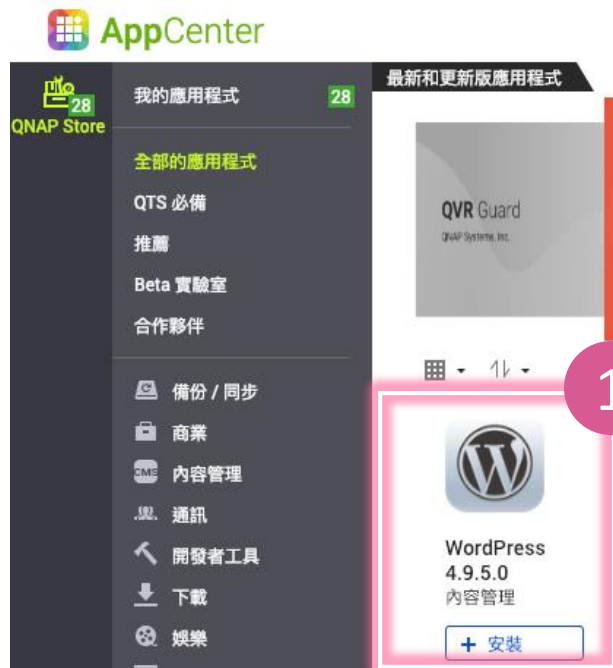 AppCenter
28
QNAP Store
我的應用程式 28
全部的應用程式
QTS 必備
推薦
Beta 實驗室
合作夥伴
備份 / 同步
商業
CMS 內容管理
通訊
開發者工具
下載
娛樂
最新和更新版應用程式
QVR Guard
QNAP Systems, Inc.
1
WordPress
4.9.5.0
內容管理
+ 安裝